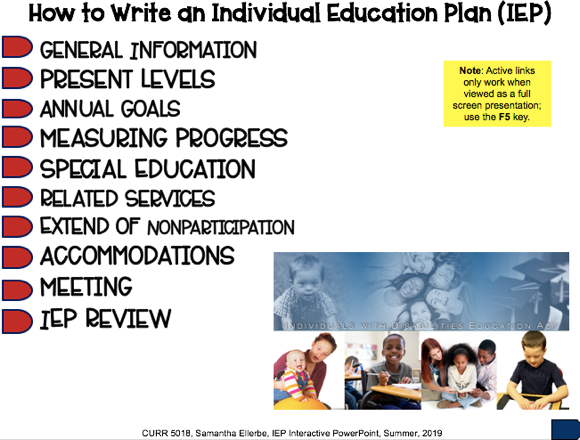 How to Write an Individual Education Plan (IEP)
GENERAL INFORMATION
PRESENT LEVELS
ANNUAL GOALS
MEASURING PROGRESS
SPECIAL EDUCATION
RELATED SERVICES
EXTEND OF NONPARTICIPATION
ACCOMMODATIONS
MEETING
IEP REVIEW
Note: Active links
only work when
viewed as a full
screen presentation;
use the F5 key.
INDIVIDUALS WITH DISABILITIES EDUCATION ACT
CURR 5018, Samantha Ellerbe, IEP Interactive PowerPoint, Summer, 2019